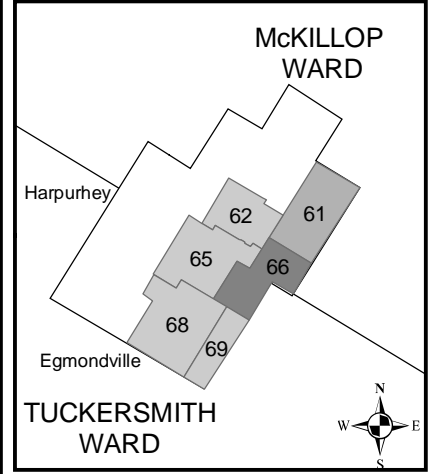 McKILLOP
WARD
Harpurhey
61
62
65
66
68
69
Egmondville
TUCKERSMITH
WARD
N
W
E
S